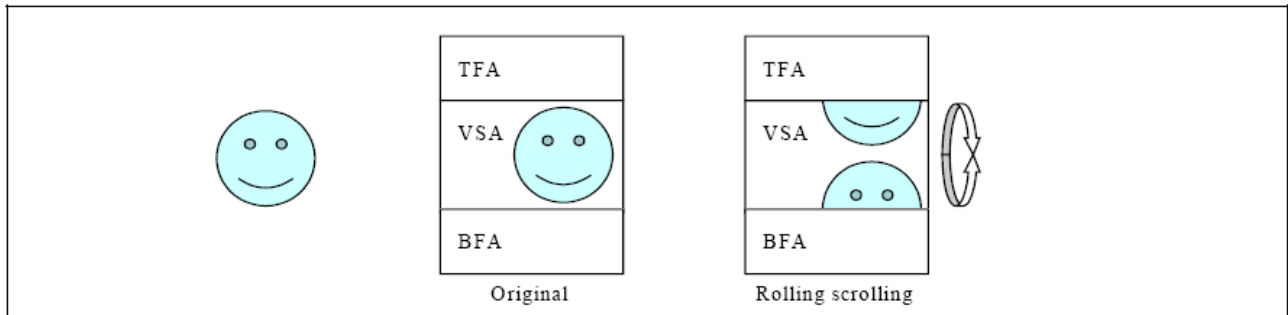 TFA
VSA
BFA
Original
TFA
VSA
BFA
Rolling scrolling